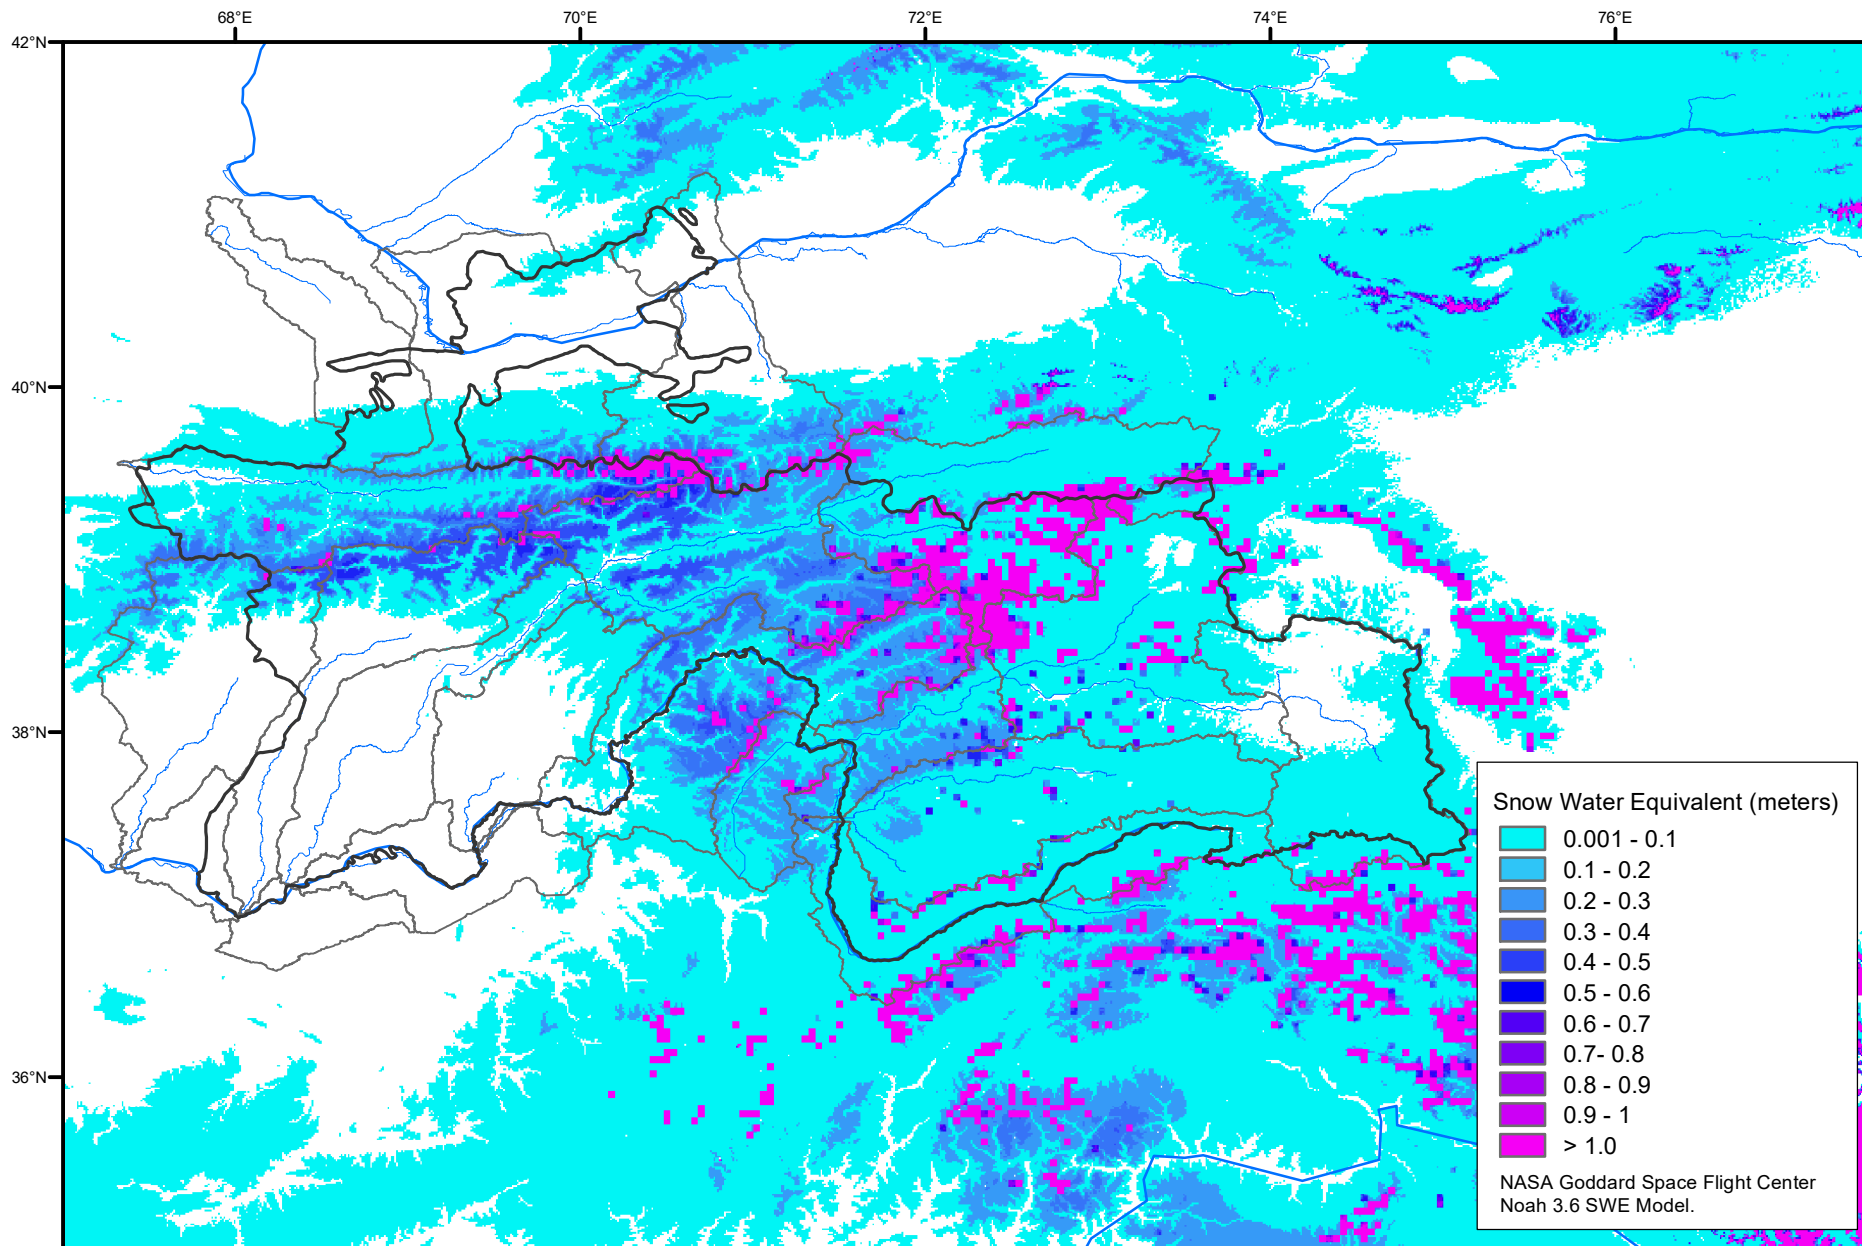 68°E
70°E
72°E
74°E
76°E
42°N
40°N
38°N
36°N
Snow Water Equivalent (meters)
0.001 - 0.1
0.1 - 0.2
0.2 - 0.3
0.3 - 0.4
0.4 - 0.5
0.5 - 0.6
0.6 - 0.7
0.7- 0.8
0.8 - 0.9
0.9 - 1
> 1.0
NASA Goddard Space Flight Center
Noah 3.6 SWE Model.